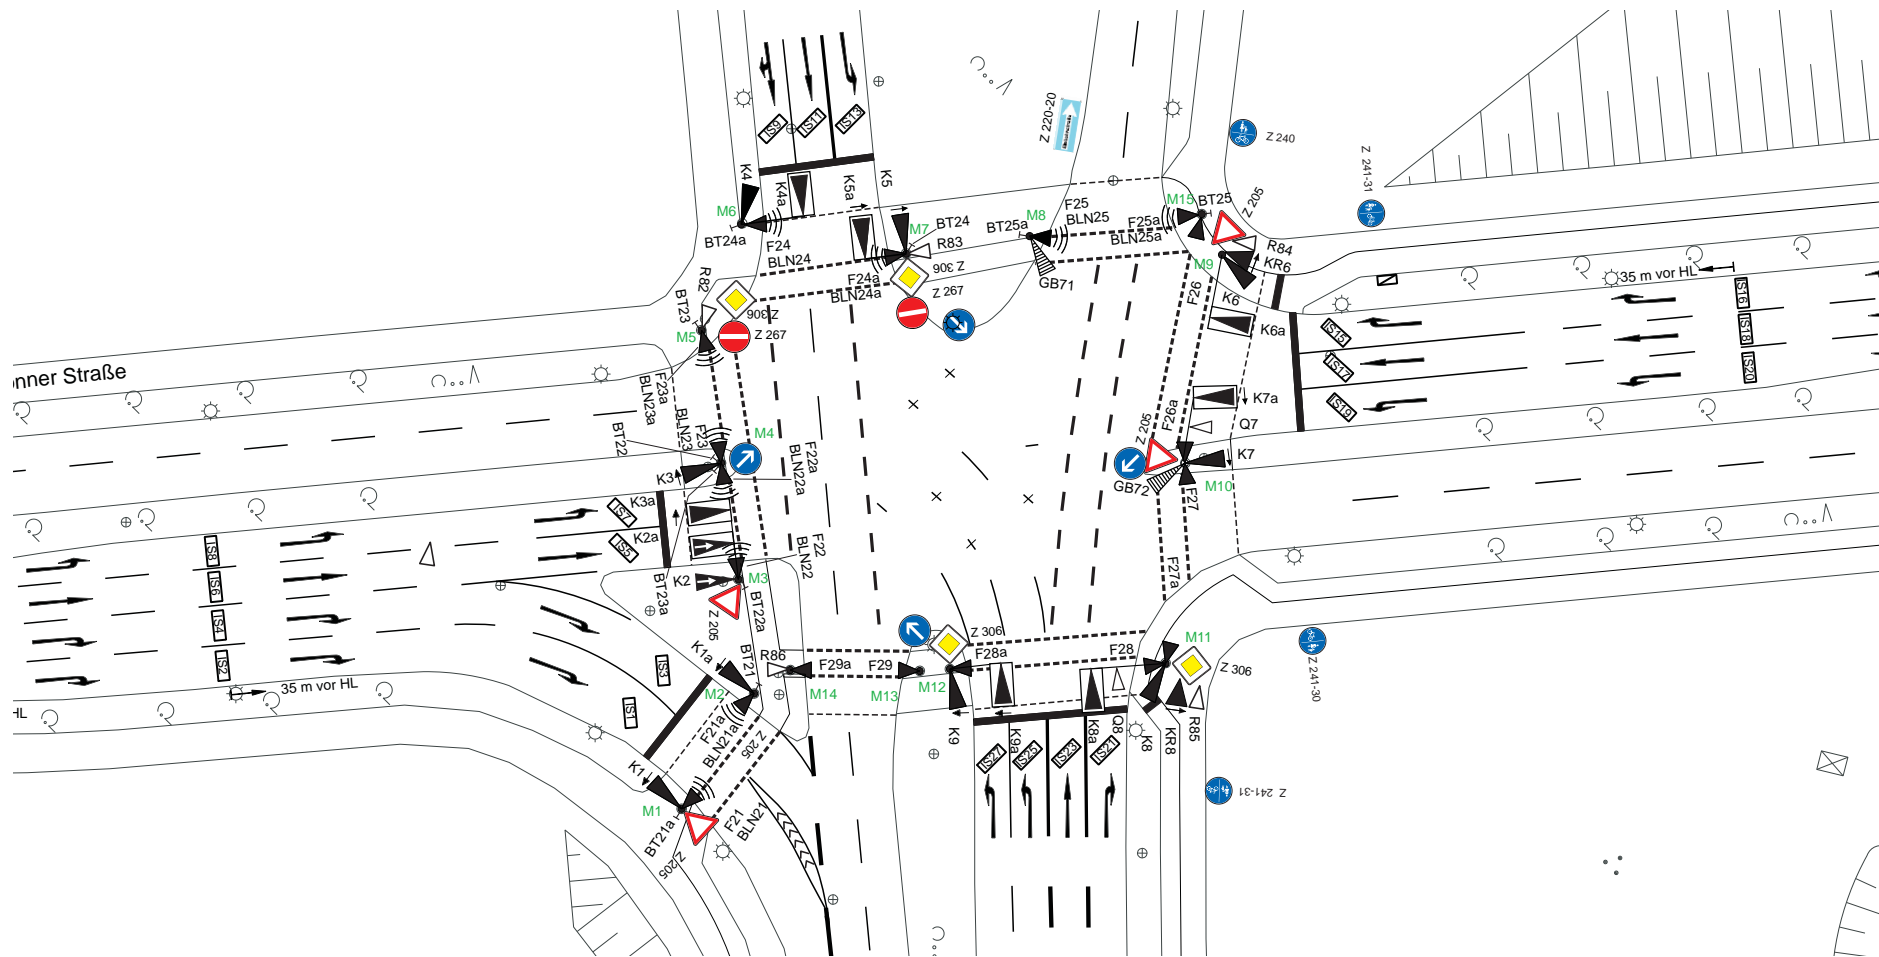 Z 220-20
Z 240
Z 241-31
IS9
IS11
IS13
K4
K4a
K5a
K5
M6
BT24a
F24
BLN24
M7
BT24
R83
Z 306
F24a
BLN24a
Z 267
BT25a
M8
F25
BLN25
F25a
BLN25a
M15
BT25
Z 205
GB71
R84
KR6
M9
F26
K6
K6a
35 m vor HL
IS16
IS18
IS20
IS15
IS17
IS19
R82
BT23
M5
Z 306
Z 267
onner Straße
F23a
BLN23a
BLN23
F23
BT22
M4
F22a
BLN22a
K3
K3a
K2a
IS7
IS5
F22
BLN22
K2
M3
BT23a
BT22a
Z 205
K7a
Q7
K7
Z 205
F26a
GB72
F27
M10
F27a
IS8
IS6
IS4
IS2
IS3
IS1
35 m vor HL
HL
K1a
BT21
M2
R86
F29a
F29
M14
M13
M12
F28a
F28
Z 306
M11
Z 306
F21a
BLN21a
Z 205
K1
M1
BT21a
F21
BLN21
Z 205
K9
K9a
K8a
Q8
K8
KR8
R85
IS27
IS25
IS23
IS21
Z 241-30
Z 241-31